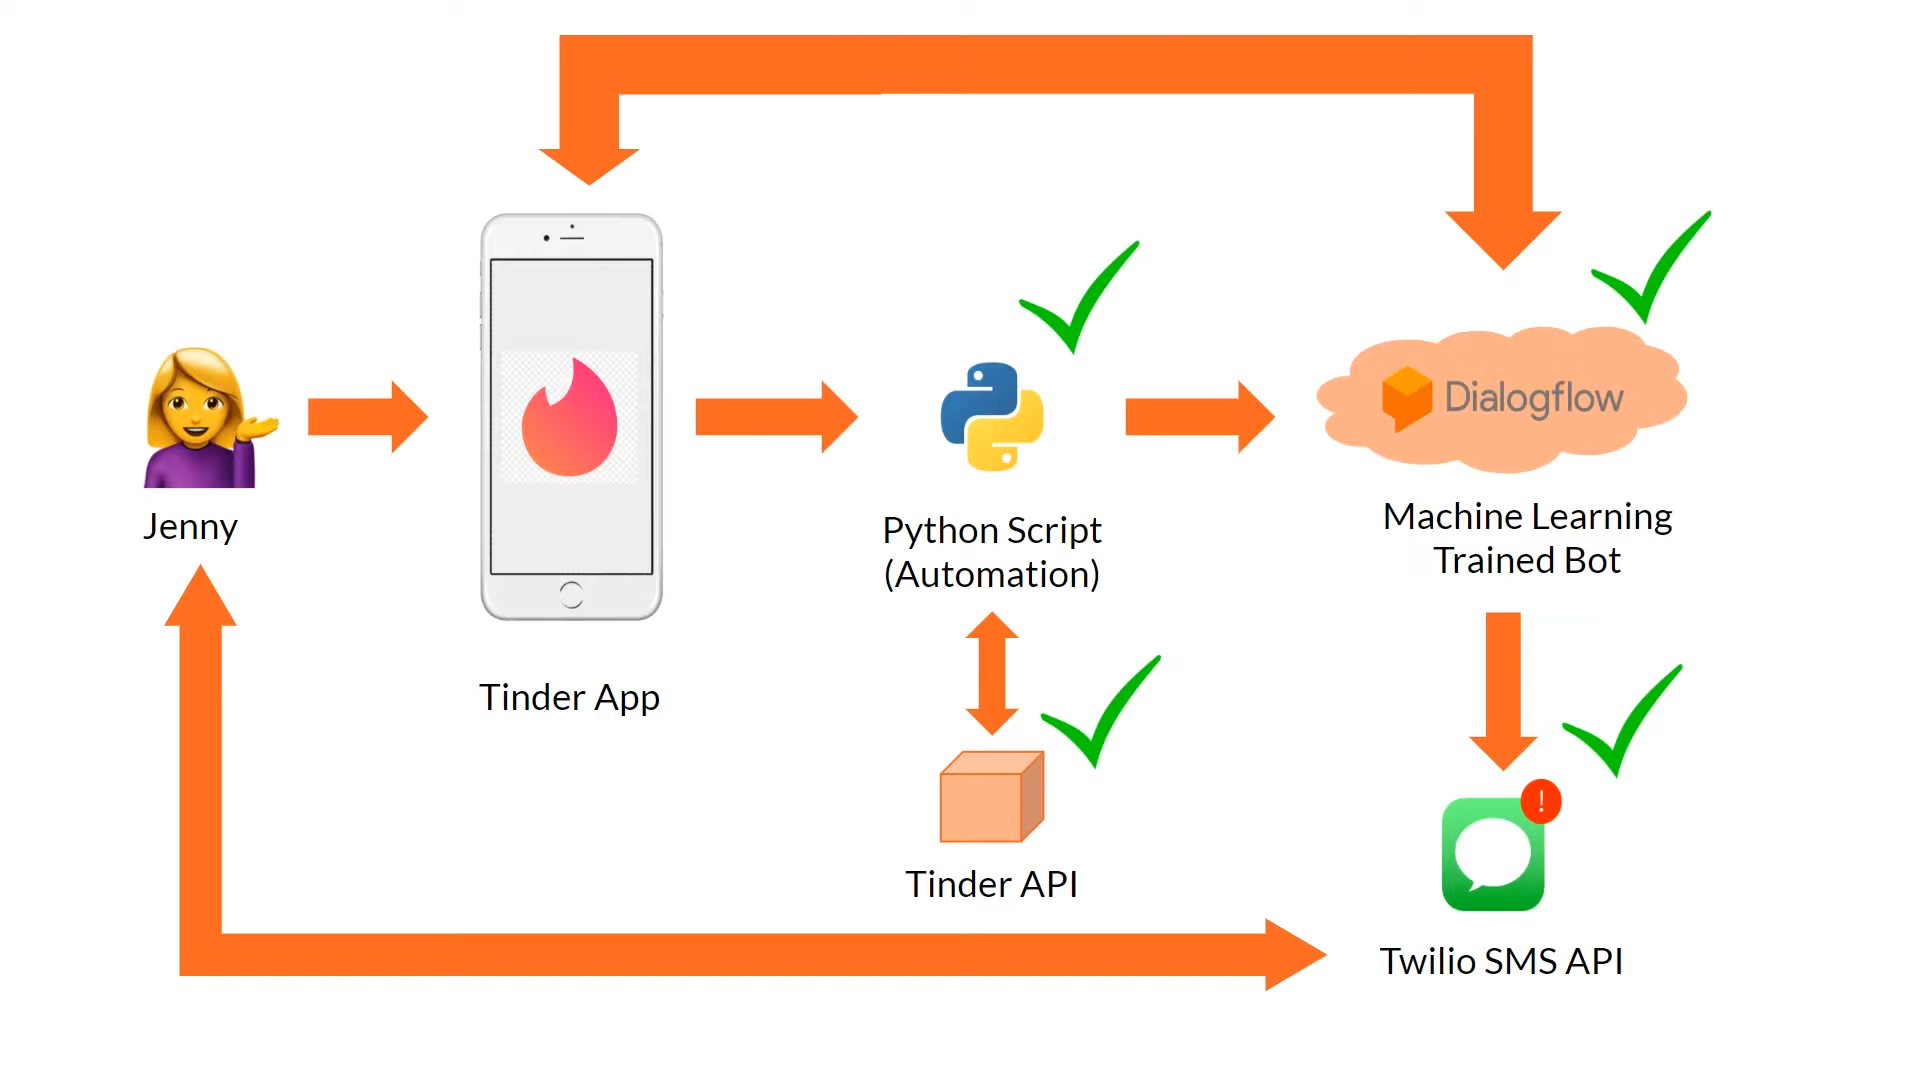 Jenny
Tinder App
Python Script
(Automation)
Tinder API
Dialogflow
Machine Learning
Trained Bot
!
Twilio SMS API